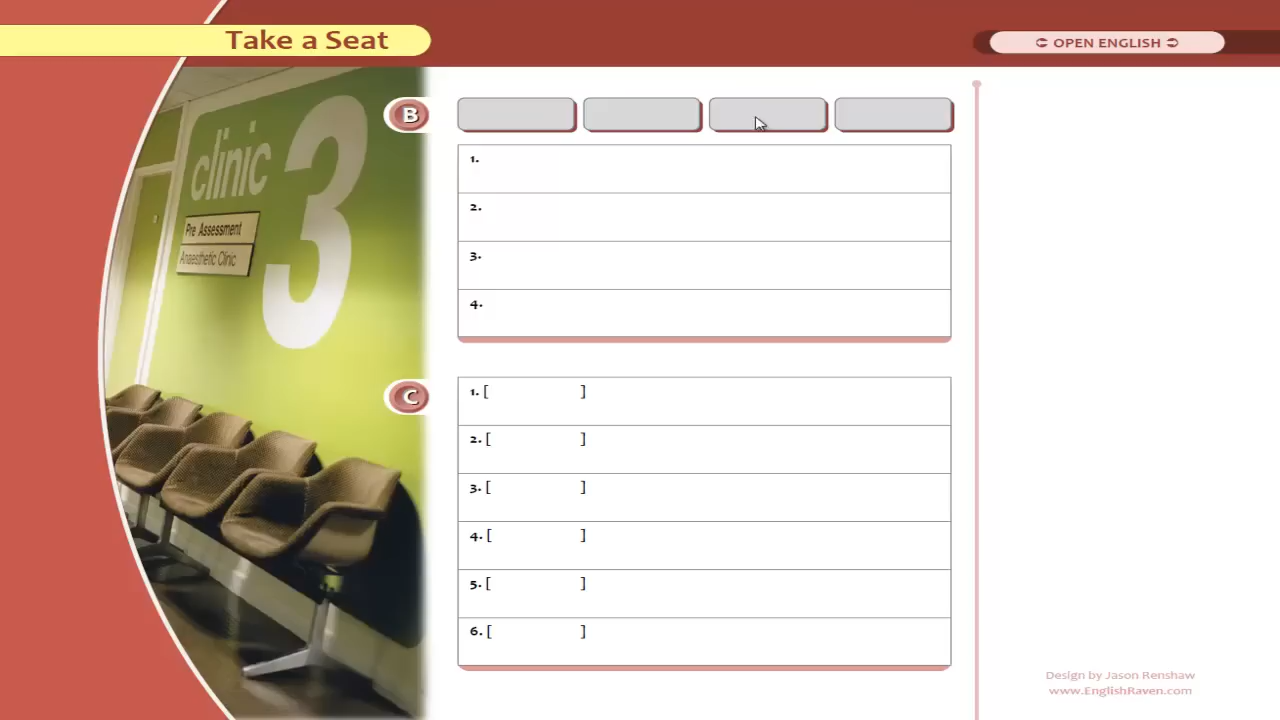 Take a Seat
OPEN ENGLISH
clinic 3
Pre Assessment
Anaesthetic Clinic
B
1.
2.
3.
4.
C
1. [ ]
2. [ ]
3. [ ]
4. [ ]
5. [ ]
6. [ ]
Design by Jason Renshaw
www.EnglishRaven.com